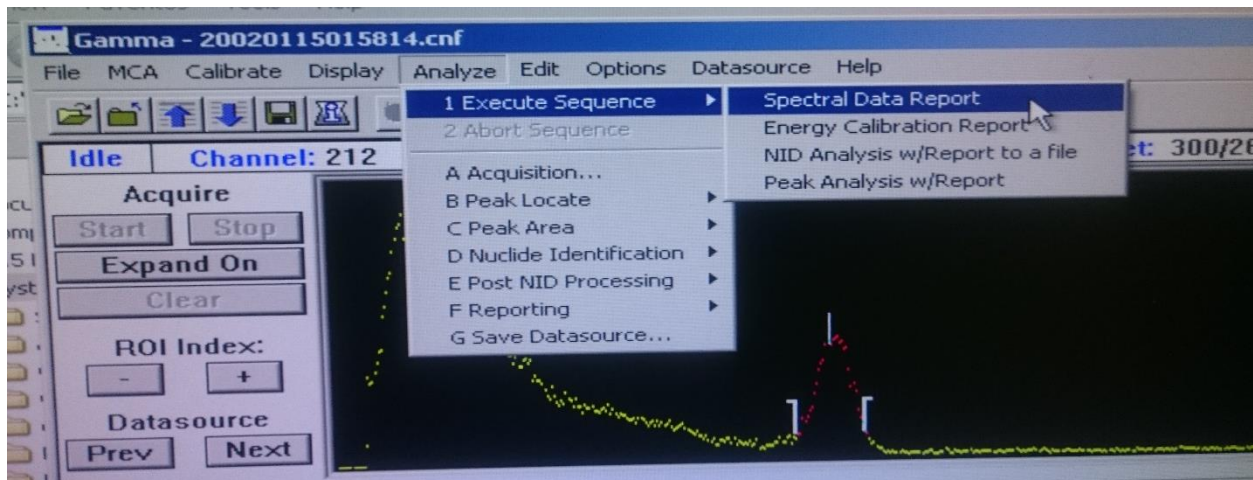 Gamma - 20020115015814.cnf
File MCA Calibrate Display Analyze Edit Options Datasource Help
1 Execute Sequence
2 Abort Sequence
A Acquisition...
B Peak Locate
C Peak Area
D Nuclide Identification
E Post NID Processing
F Reporting
G Save Datasource...
Spectral Data Report
Energy Calibration Report
NID Analysis w/Report to a file
Peak Analysis w/Report
Idle Channel: 212
Acquire
Start Stop
Expand On
Clear
ROI Index:
- +
Datasource
Prev Next